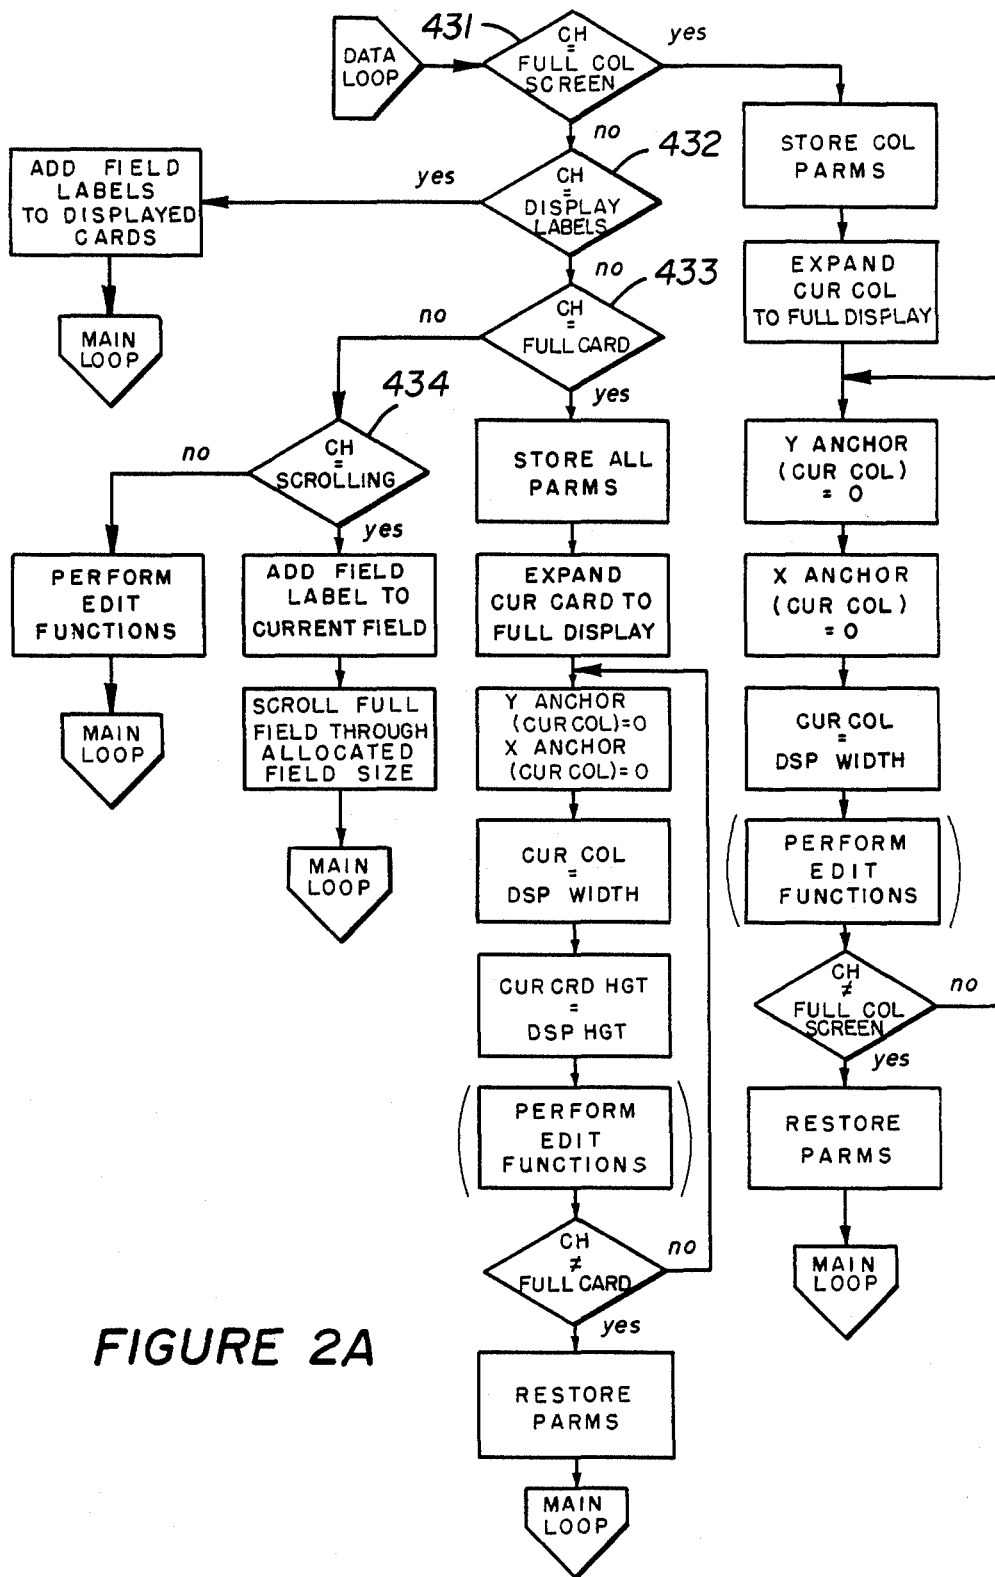 DATA
LOOP
431
CH
=
FULL COL
SCREEN
yes
no
STORE COL
PARMS
432
CH
=
DISPLAY
LABELS
yes
no
ADD FIELD
LABELS
TO DISPLAYED
CARDS
MAIN
LOOP
EXPAND
CUR COL
TO FULL DISPLAY
433
CH
=
FULL CARD
no
yes
434
CH
=
SCROLLING
no
yes
STORE ALL
PARMS
Y ANCHOR
(CUR COL)
= 0
PERFORM
EDIT
FUNCTIONS
MAIN
LOOP
ADD FIELD
LABEL TO
CURRENT FIELD
SCROLL FULL
FIELD THROUGH
ALLOCATED
FIELD SIZE
MAIN
LOOP
EXPAND
CUR CARD TO
FULL DISPLAY
Y ANCHOR
(CUR COL)=0
X ANCHOR
(CUR COL)=0
CUR COL
=
DSP WIDTH
CUR CRD HGT
=
DSP HGT
PERFORM
EDIT
FUNCTIONS
CH
≠
FULL CARD
no
yes
RESTORE
PARMS
MAIN
LOOP
X ANCHOR
(CUR COL)
= 0
CUR COL
=
DSP WIDTH
PERFORM
EDIT
FUNCTIONS
CH
≠
FULL COL
SCREEN
no
yes
RESTORE
PARMS
MAIN
LOOP
FIGURE 2A